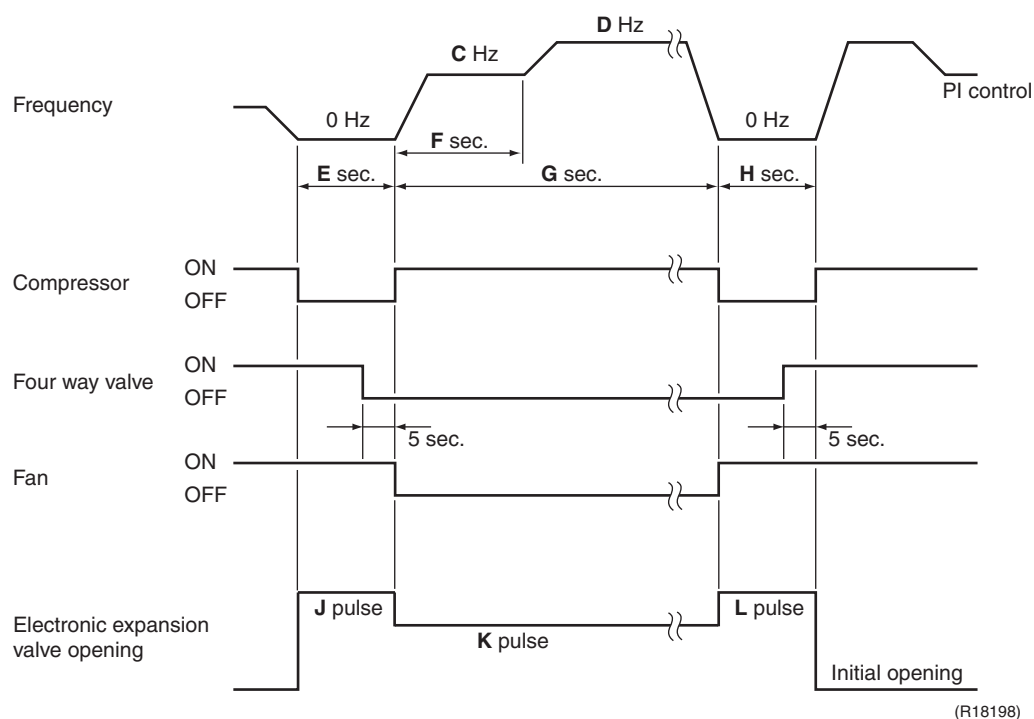 D Hz
C Hz
Frequency
PI control
0 Hz
0 Hz
F sec.
E sec.
G sec.
H sec.
Compressor
ON
OFF
Four way valve
ON
OFF
5 sec.
5 sec.
Fan
ON
OFF
J pulse
L pulse
Electronic expansion
valve opening
K pulse
Initial opening
(R18198)